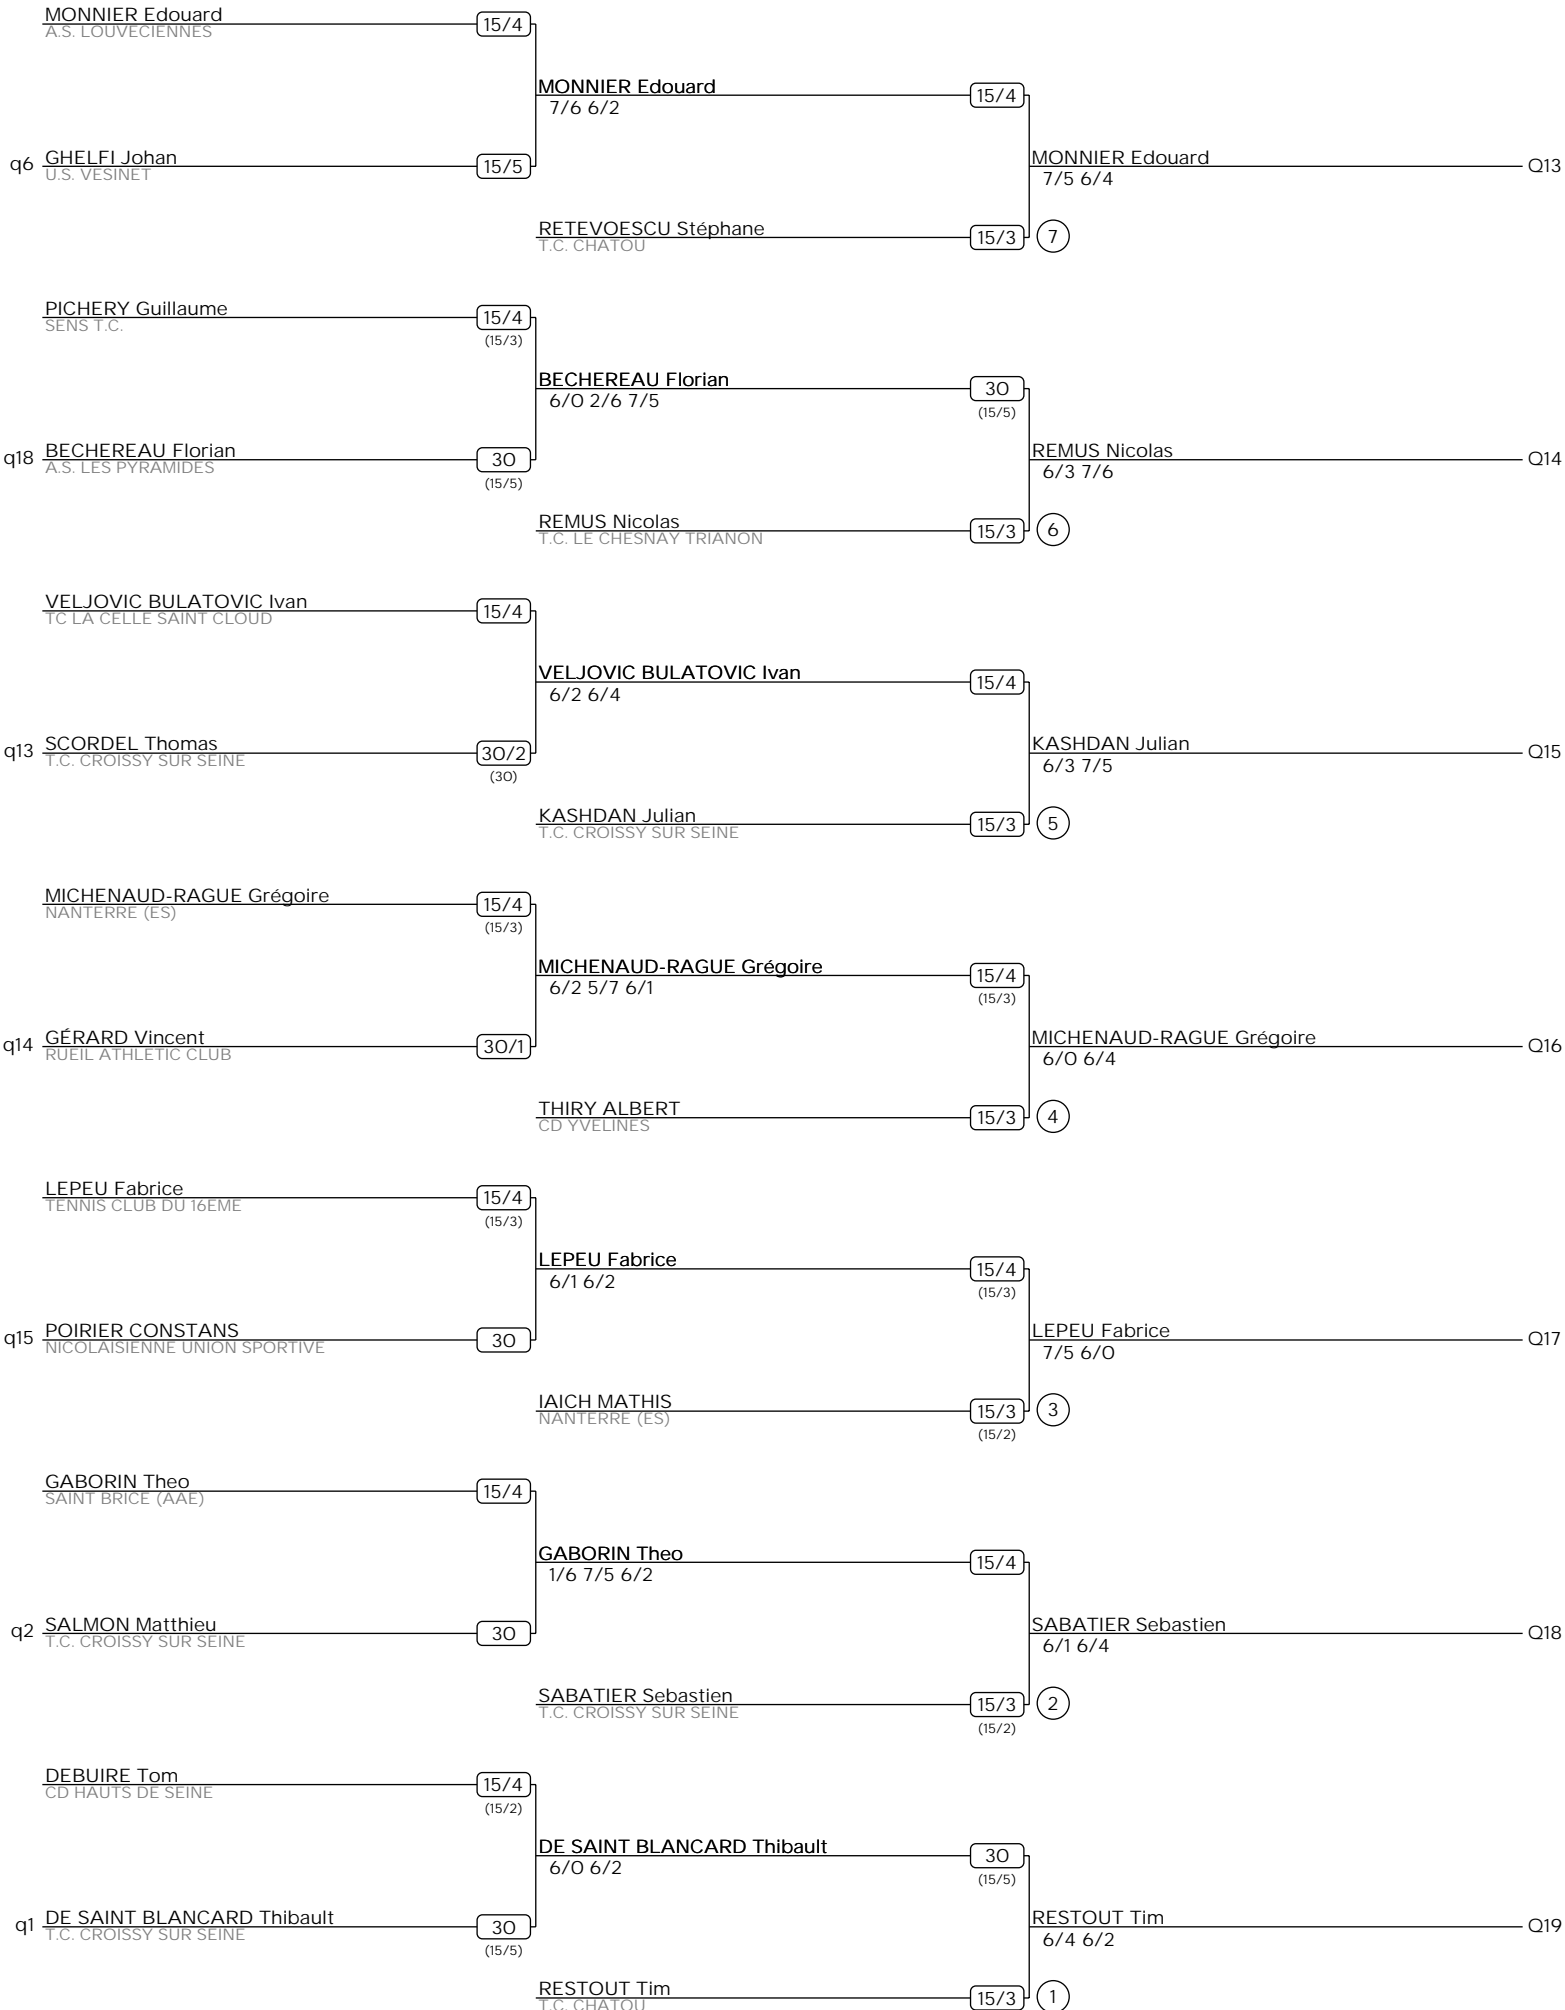 MONNIER Edouard
A.S. LOUVECIENNES
15/4
MONNIER Edouard
7/6 6/2
15/4
q6 GHELFI Johan
U.S. VESINET
15/5
MONNIER Edouard
7/5 6/4
Q13
RETEVOESCU Stéphane
T.C. CHATOU
15/3 7
PICHERY Guillaume
SENS T.C.
15/4
(15/3)
BECHEREAU Florian
6/0 2/6 7/5
30
(15/5)
q18 BECHEREAU Florian
A.S. LES PYRAMIDES
30
(15/5)
REMUS Nicolas
6/3 7/6
Q14
REMUS Nicolas
T.C. LE CHESNAY TRIANON
15/3 6
VELJOVIC BULATOVIC Ivan
TC LA CELLE SAINT CLOUD
15/4
VELJOVIC BULATOVIC Ivan
6/2 6/4
15/4
q13 SCORDEL Thomas
T.C. CROISSY SUR SEINE
30/2
(30)
KASHDAN Julian
6/3 7/5
Q15
KASHDAN Julian
T.C. CROISSY SUR SEINE
15/3 5
MICHENAUD-RAGUE Grégoire
NANTERRE (ES)
15/4
(15/3)
MICHENAUD-RAGUE Grégoire
6/2 5/7 6/1
15/4
(15/3)
q14 GÉRARD Vincent
RUEIL ATHLETIC CLUB
30/1
MICHENAUD-RAGUE Grégoire
6/0 6/4
Q16
THIRY ALBERT
CD YVELINES
15/3 4
LEPEU Fabrice
TENNIS CLUB DU 16EME
15/4
(15/3)
LEPEU Fabrice
6/1 6/2
15/4
(15/3)
q15 POIRIER CONSTANS
NICOLAISIENNE UNION SPORTIVE
30
LEPEU Fabrice
7/5 6/0
Q17
IAICH MATHIS
NANTERRE (ES)
15/3 3
(15/2)
GABORIN Theo
SAINT BRICE (AAE)
15/4
GABORIN Theo
1/6 7/5 6/2
15/4
q2 SALMON Matthieu
T.C. CROISSY SUR SEINE
30
SABATIER Sebastien
6/1 6/4
Q18
SABATIER Sebastien
T.C. CROISSY SUR SEINE
15/3 2
(15/2)
DEBUIRE Tom
CD HAUTS DE SEINE
15/4
(15/2)
DE SAINT BLANCARD Thibault
6/0 6/2
30
(15/5)
q1 DE SAINT BLANCARD Thibault
T.C. CROISSY SUR SEINE
30
(15/5)
RESTOUT Tim
6/4 6/2
Q19
RESTOUT Tim
T.C. CHATOU
15/3 1